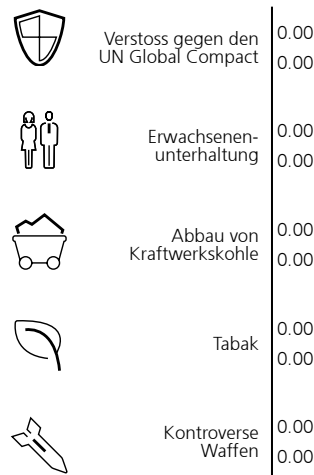 Verstoss gegen den
UN Global Compact
0.00
0.00
Erwachsenen-
unterhaltung
0.00
0.00
Abbau von
Kraftwerkskohle
0.00
0.00
Tabak
0.00
0.00
Kontroverse
Waffen
0.00
0.00